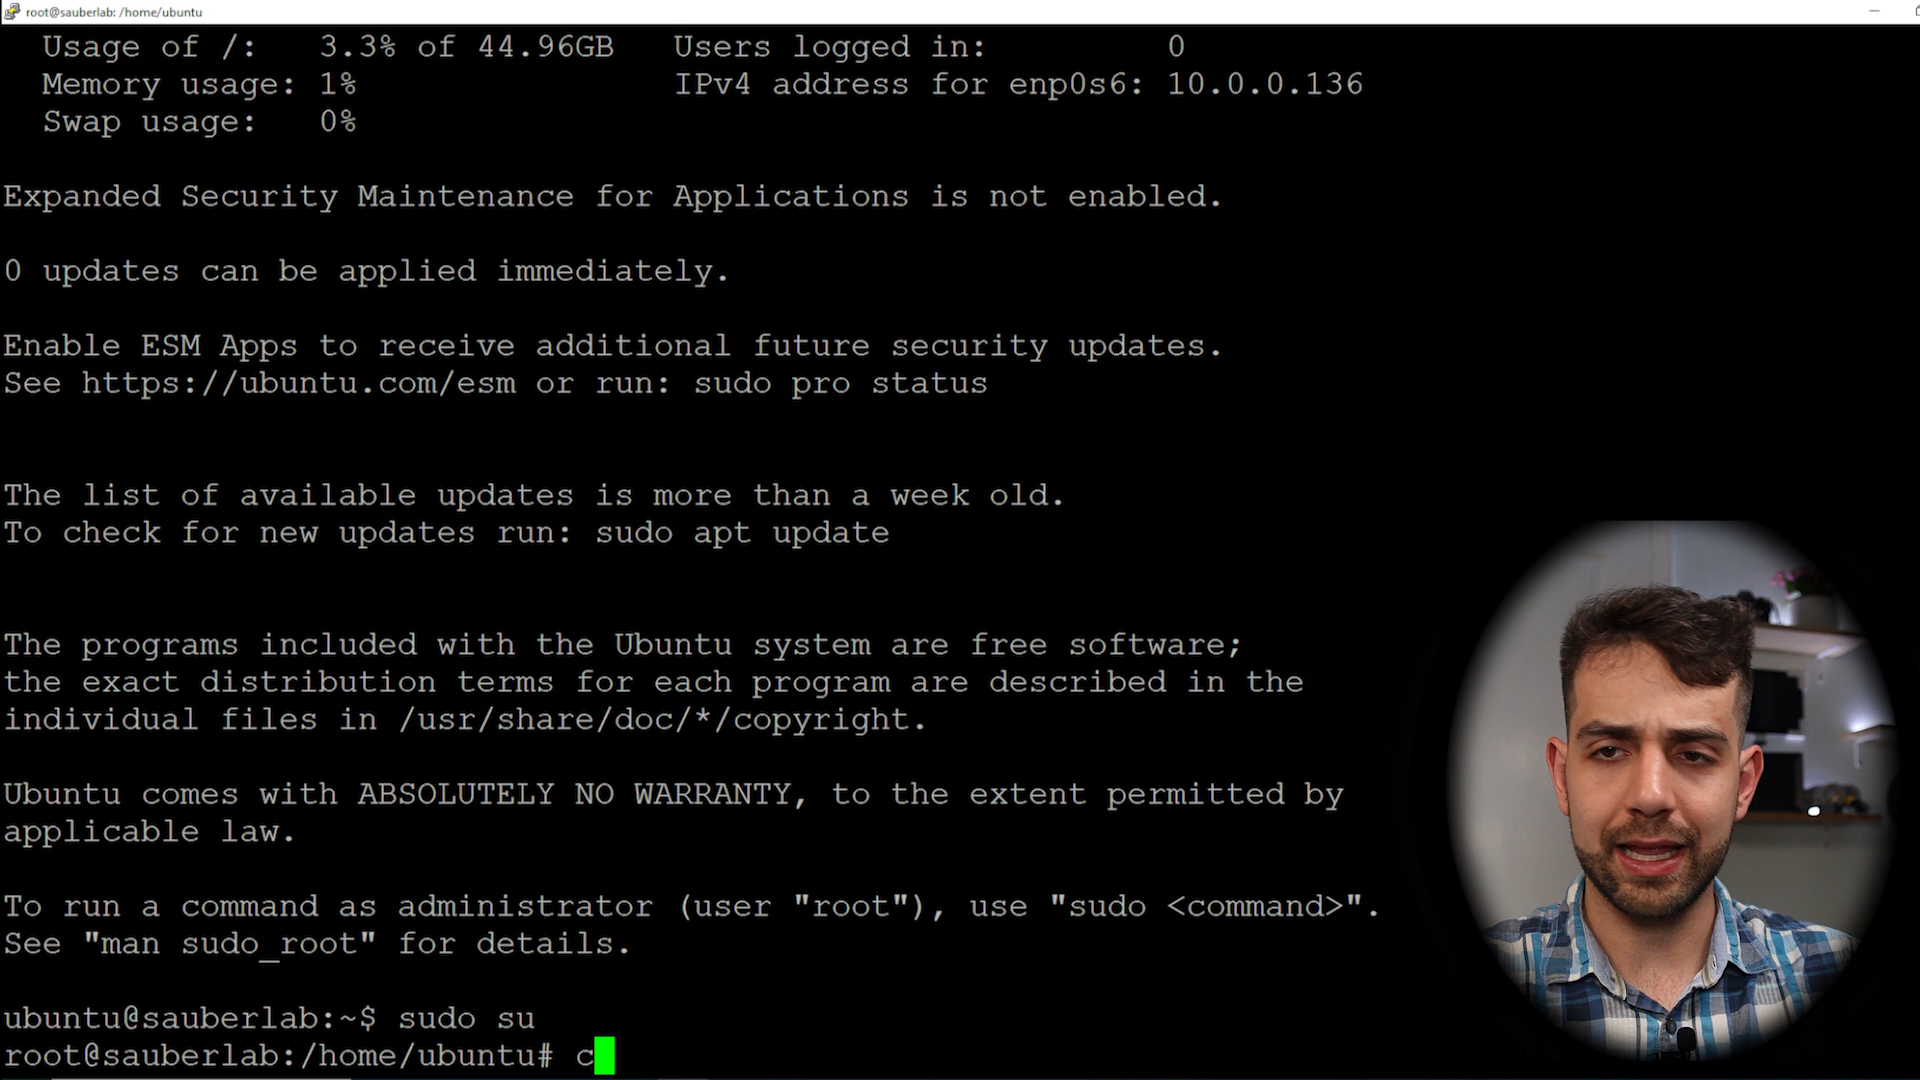 root@sauberlab: /home/ubuntu
Usage of /: 3.3% of 44.96GB Users logged in: 0
Memory usage: 1% IPv4 address for enp0s6: 10.0.0.136
Swap usage: 0%
Expanded Security Maintenance for Applications is not enabled.
0 updates can be applied immediately.
Enable ESM Apps to receive additional future security updates.
See https://ubuntu.com/esm or run: sudo pro status
The list of available updates is more than a week old.
To check for new updates run: sudo apt update
The programs included with the Ubuntu system are free software;
the exact distribution terms for each program are described in the
individual files in /usr/share/doc/*/copyright.
Ubuntu comes with ABSOLUTELY NO WARRANTY, to the extent permitted by
applicable law.
To run a command as administrator (user "root"), use "sudo <command>".
See "man sudo_root" for details.
ubuntu@sauberlab:~$ sudo su
root@sauberlab:/home/ubuntu# c